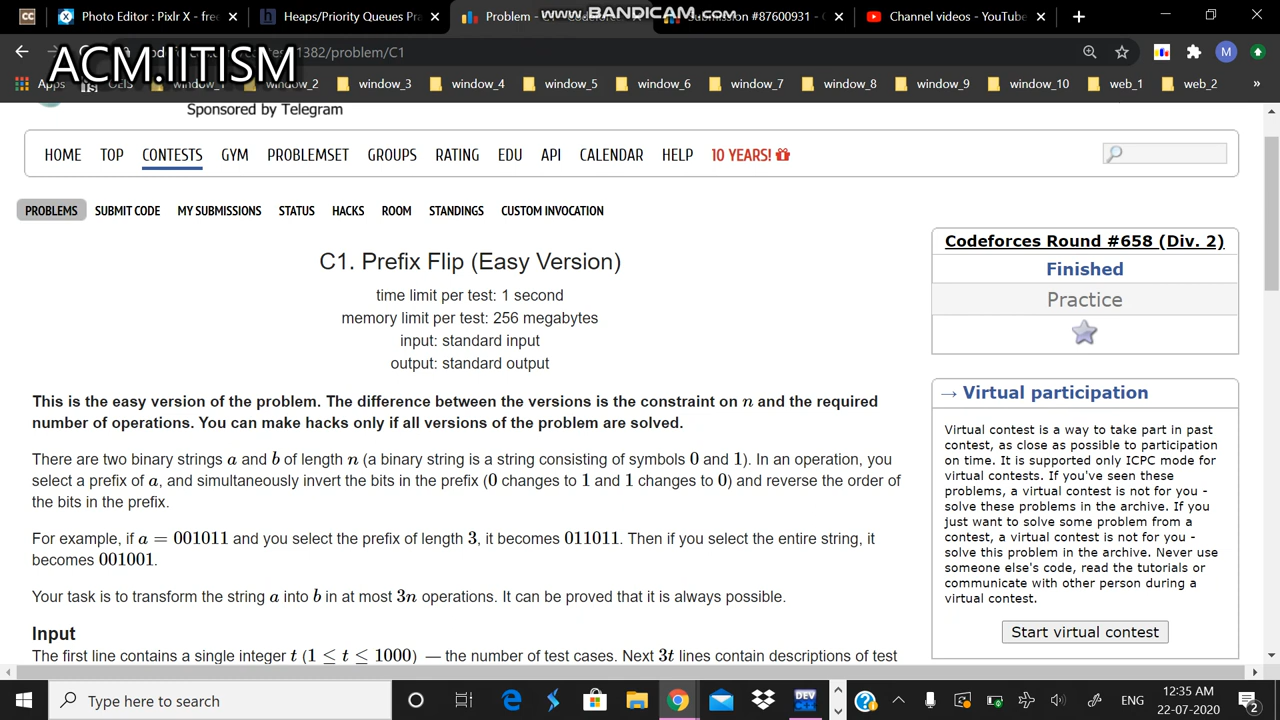 Photo Editor : Pixlr X - free
Heaps/Priority Queues Pra
Problem -
www.BANDICAM.com
Submission #87600931 - C
Channel videos - YouTube
ACM.IITISM
1382/problem/C1
M
Apps
OEIS
window_1
window_2
window_3
window_4
window_5
window_6
window_7
window_8
window_9
window_10
web_1
web_2
»
Sponsored by Telegram
HOME TOP CONTESTS GYM PROBLEMSET GROUPS RATING EDU API CALENDAR HELP 10 YEARS!
PROBLEMS SUBMIT CODE MY SUBMISSIONS STATUS HACKS ROOM STANDINGS CUSTOM INVOCATION
C1. Prefix Flip (Easy Version)
time limit per test: 1 second
memory limit per test: 256 megabytes
input: standard input
output: standard output
This is the easy version of the problem. The difference between the versions is the constraint on n and the required
number of operations. You can make hacks only if all versions of the problem are solved.
There are two binary strings a and b of length n (a binary string is a string consisting of symbols 0 and 1). In an operation, you
select a prefix of a, and simultaneously invert the bits in the prefix (0 changes to 1 and 1 changes to 0) and reverse the order of
the bits in the prefix.
For example, if a = 001011 and you select the prefix of length 3, it becomes 011011. Then if you select the entire string, it
becomes 001001.
Your task is to transform the string a into b in at most 3n operations. It can be proved that it is always possible.
Input
The first line contains a single integer t (1 ≤ t ≤ 1000) — the number of test cases. Next 3t lines contain descriptions of test
Codeforces Round #658 (Div. 2)
Finished
Practice
→ Virtual participation
Virtual contest is a way to take part in past
contest, as close as possible to participation
on time. It is supported only ICPC mode for
virtual contests. If you've seen these
problems, a virtual contest is not for you -
solve these problems in the archive. If you
just want to solve some problem from a
contest, a virtual contest is not for you -
solve this problem in the archive. Never use
someone else's code, read the tutorials or
communicate with other person during a
virtual contest.
Start virtual contest
Type here to search
DEV
ENG
12:35 AM
22-07-2020
2